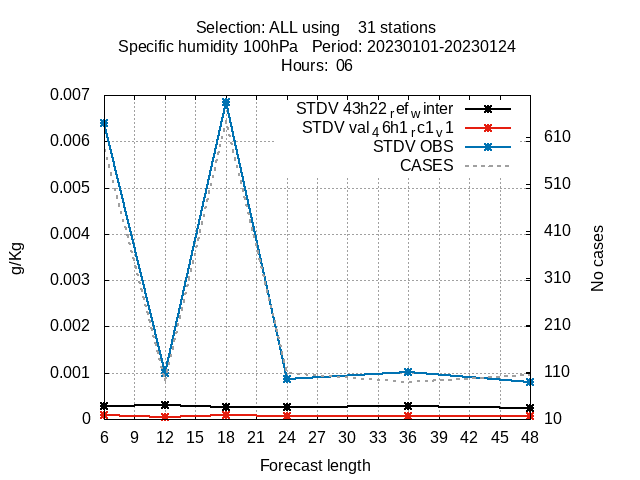 Selection: ALL using    31 stations
Specific humidity 100hPa   Period: 20230101-20230124
Hours:  06
STDV 43h22ref winter
STDV val46h1rc1v1
STDV OBS
CASES
0.007
0.006
0.005
0.004
0.003
0.002
0.001
0
610
510
410
310
210
110
10
g/Kg
No cases
6 9 12 15 18 21 24 27 30 33 36 39 42 45 48
Forecast length